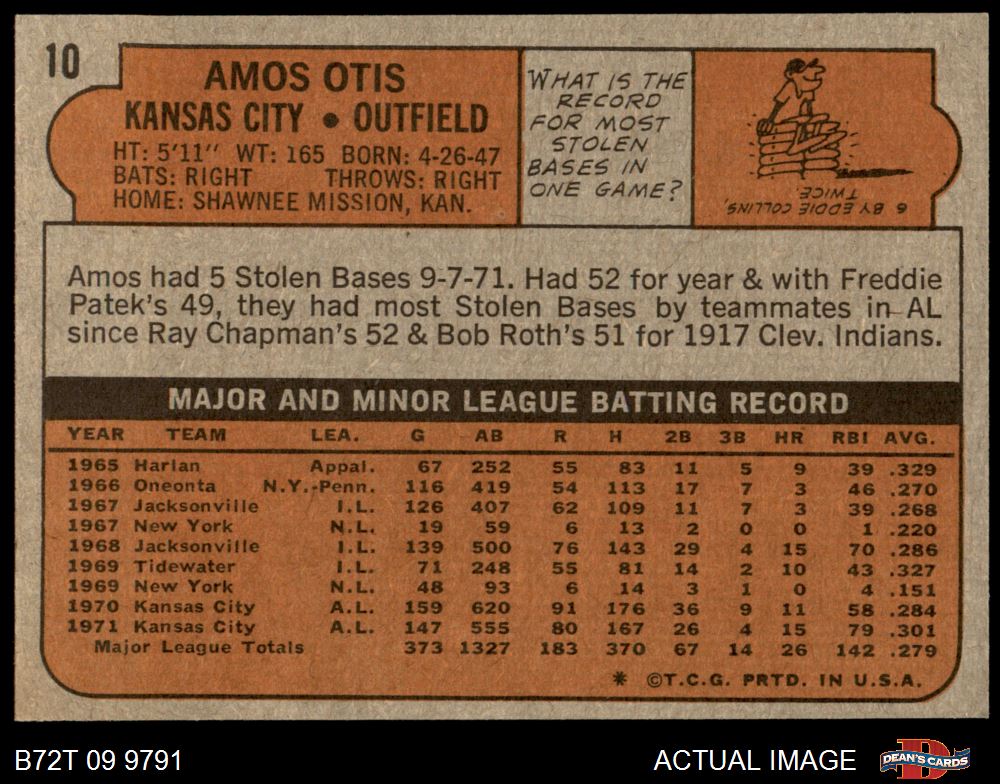 10
AMOS OTIS
KANSAS CITY • OUTFIELD
HT: 5'11" WT: 165 BORN: 4-26-47
BATS: RIGHT THROWS: RIGHT
HOME: SHAWNEE MISSION, KAN.
WHAT IS THE
RECORD
FOR MOST
STOLEN
BASES IN
ONE GAME?
6 BY EDDIE COLLINS,
TWICE.
Amos had 5 Stolen Bases 9-7-71. Had 52 for year & with Freddie
Patek's 49, they had most Stolen Bases by teammates in AL
since Ray Chapman's 52 & Bob Roth's 51 for 1917 Clev. Indians.
MAJOR AND MINOR LEAGUE BATTING RECORD
YEAR TEAM LEA. G AB R H 2B 3B HR RBI AVG.
1965 Harlan Appal. 67 252 55 83 11 5 9 39 .329
1966 Oneonta N.Y.-Penn. 116 419 54 113 17 7 3 46 .270
1967 Jacksonville I.L. 126 407 62 109 11 7 3 39 .268
1967 New York N.L. 19 59 6 13 2 0 0 1 .220
1968 Jacksonville I.L. 139 500 76 143 29 4 15 70 .286
1969 Tidewater I.L. 71 248 55 81 14 2 10 43 .327
1969 New York N.L. 48 93 6 14 3 1 0 4 .151
1970 Kansas City A.L. 159 620 91 176 36 9 11 58 .284
1971 Kansas City A.L. 147 555 80 167 26 4 15 79 .301
Major League Totals 373 1327 183 370 67 14 26 142 .279
* ©T.C.G. PRTD. IN U.S.A.
B72T 09 9791 ACTUAL IMAGE
D
DEAN'S CARDS